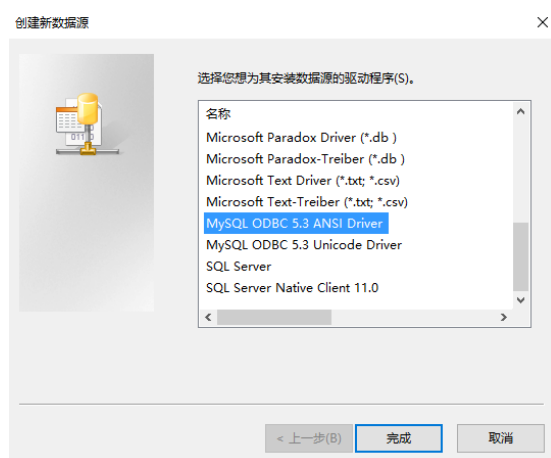 创建新数据源
选择您想为其安装数据源的驱动程序(S)。
名称
Microsoft Paradox Driver (*.db )
Microsoft Paradox-Treiber (*.db )
Microsoft Text Driver (*.txt; *.csv)
Microsoft Text-Treiber (*.txt; *.csv)
MySQL ODBC 5.3 ANSI Driver
MySQL ODBC 5.3 Unicode Driver
SQL Server
SQL Server Native Client 11.0
< 上一步(B) 完成 取消